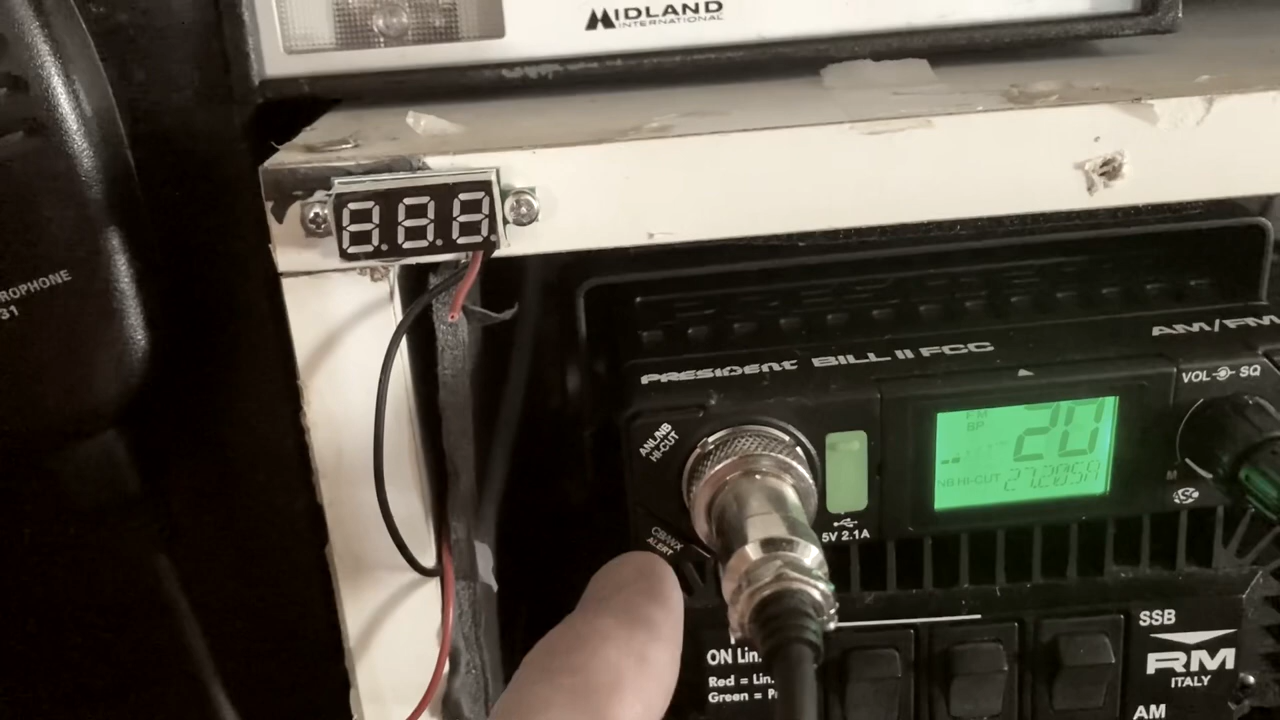 MIDLAND
INTERNATIONAL
ROPHONE
31
8.8.8
AM/FM
PRESIDENT BILL II FCC
VOL SQ
ANL/NB
HI-CUT
FM
BP
20
NB HI-CUT
M
ASC
5V 2.1A
CB/WX
ALERT
SSB
ON Lin.
Red = Lin.
Green =
RM
ITALY
AM